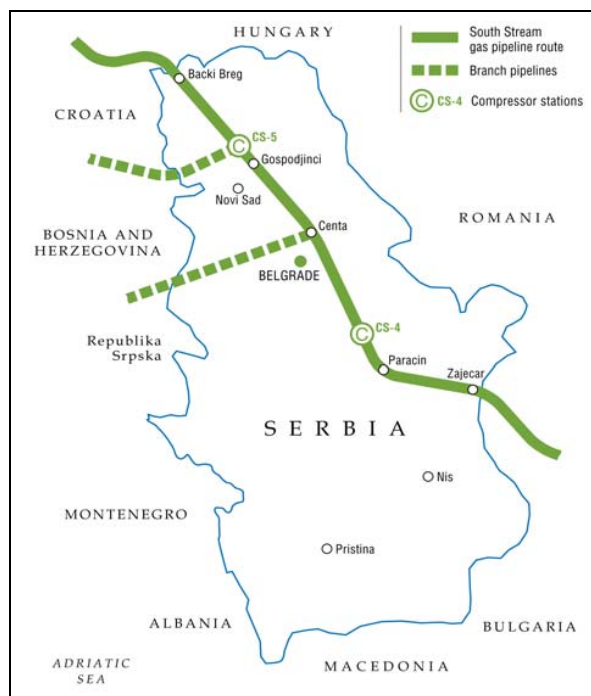 HUNGARY
South Stream
gas pipeline route
Branch pipelines
C CS-4 Compressor stations
Backi Breg
CROATIA
CS-5
C
Gospodjinci
Novi Sad
ROMANIA
BOSNIA AND
HERZEGOVINA
Centa
BELGRADE
Republika
Srpska
CS-4
C
Paracin
Zajecar
SERBIA
Nis
MONTENEGRO
Pristina
ALBANIA
BULGARIA
ADRIATIC
SEA
MACEDONIA